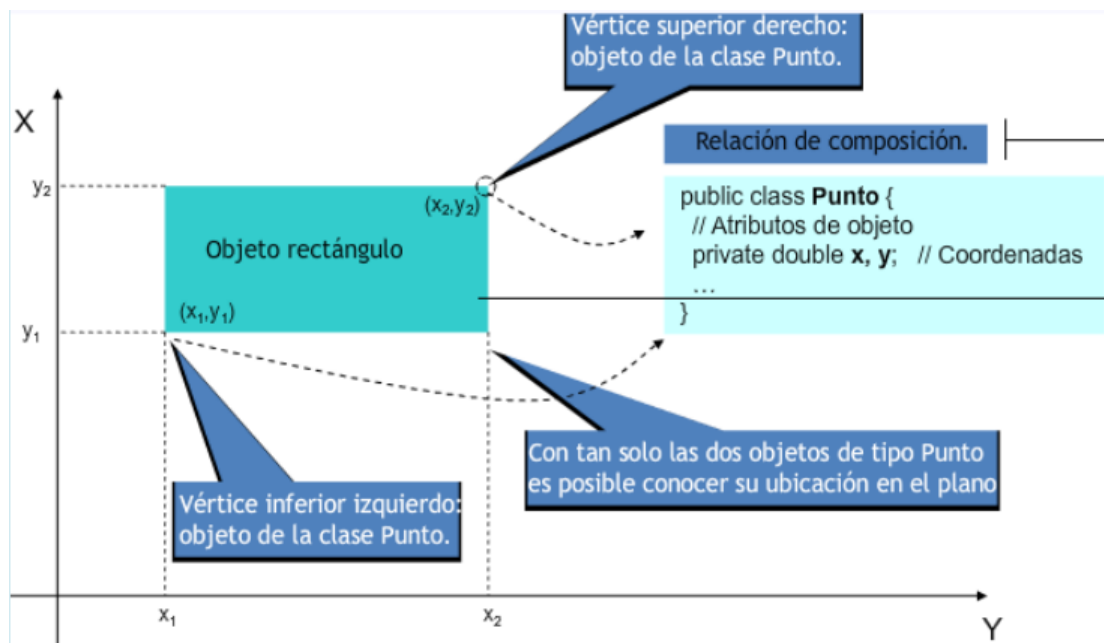 Vértice superior derecho:
objeto de la clase Punto.
X
Relación de composición.
y2
(x2,y2)
public class Punto {
// Atributos de objeto
private double x, y;   // Coordenadas
…
}
Objeto rectángulo
(x1,y1)
y1
Con tan solo las dos objetos de tipo Punto
es posible conocer su ubicación en el plano
Vértice inferior izquierdo:
objeto de la clase Punto.
x1
x2
Y